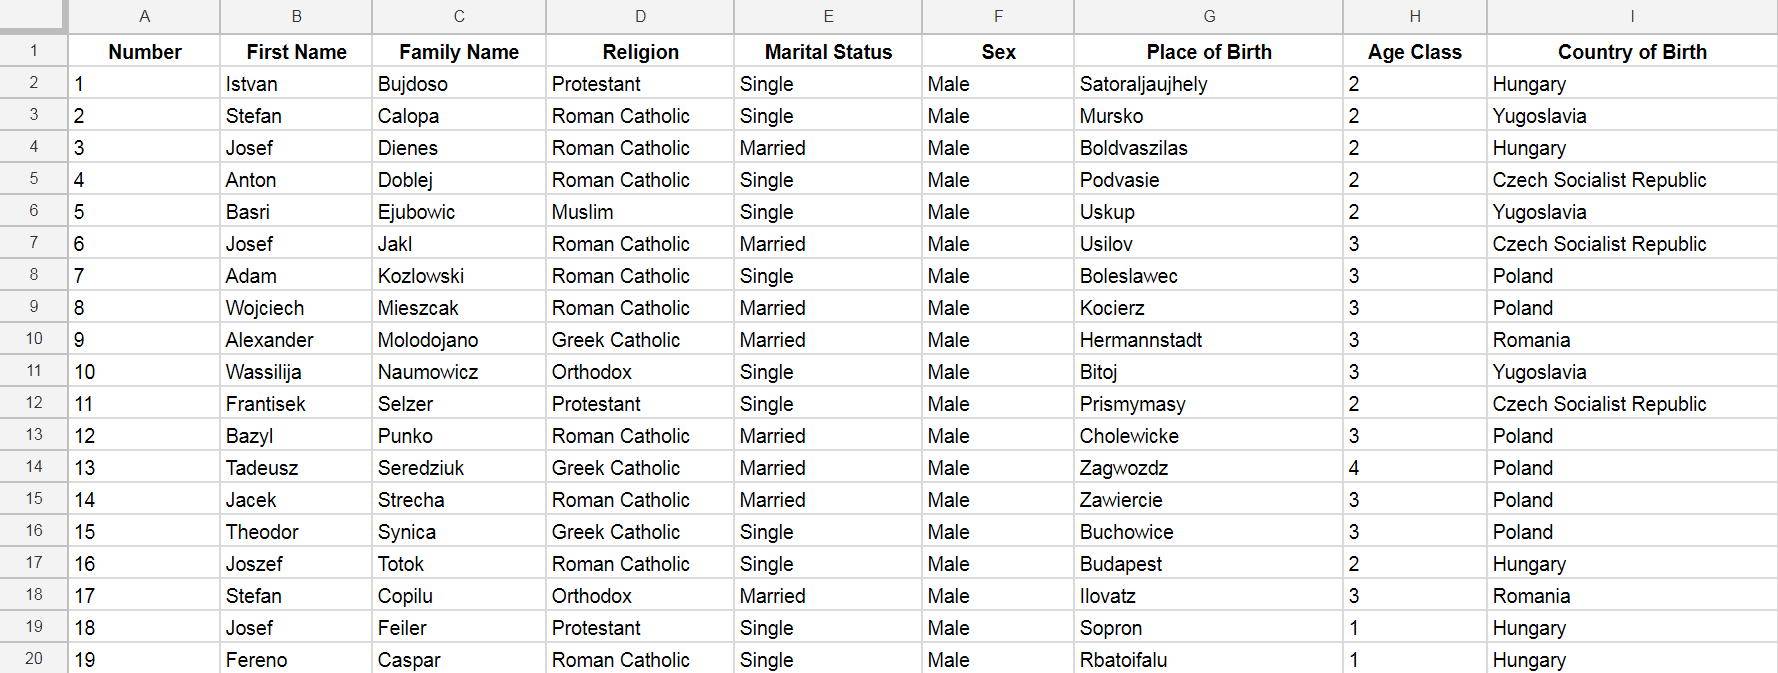 A B C D E F G H I
1 Number First Name Family Name Religion Marital Status Sex Place of Birth Age Class Country of Birth
2 1 Istvan Bujdoso Protestant Single Male Satoraljaujhely 2 Hungary
3 2 Stefan Calopa Roman Catholic Single Male Mursko 2 Yugoslavia
4 3 Josef Dienes Roman Catholic Married Male Boldvaszilas 2 Hungary
5 4 Anton Doblej Roman Catholic Single Male Podvasie 2 Czech Socialist Republic
6 5 Basri Ejubowic Muslim Single Male Uskup 2 Yugoslavia
7 6 Josef Jakl Roman Catholic Married Male Usilov 3 Czech Socialist Republic
8 7 Adam Kozlowski Roman Catholic Single Male Boleslawec 3 Poland
9 8 Wojciech Mieszcak Roman Catholic Married Male Kocierz 3 Poland
10 9 Alexander Molodojano Greek Catholic Married Male Hermannstadt 3 Romania
11 10 Wassilija Naumowicz Orthodox Single Male Bitoj 3 Yugoslavia
12 11 Frantisek Selzer Protestant Single Male Prismymasy 2 Czech Socialist Republic
13 12 Bazyl Punko Roman Catholic Married Male Cholewicke 3 Poland
14 13 Tadeusz Seredziuk Greek Catholic Married Male Zagwozdz 4 Poland
15 14 Jacek Strecha Roman Catholic Married Male Zawiercie 3 Poland
16 15 Theodor Synica Greek Catholic Single Male Buchowice 3 Poland
17 16 Joszef Totok Roman Catholic Single Male Budapest 2 Hungary
18 17 Stefan Copilu Orthodox Married Male Ilovatz 3 Romania
19 18 Josef Feiler Protestant Single Male Sopron 1 Hungary
20 19 Fereno Caspar Roman Catholic Single Male Rbatoifalu 1 Hungary